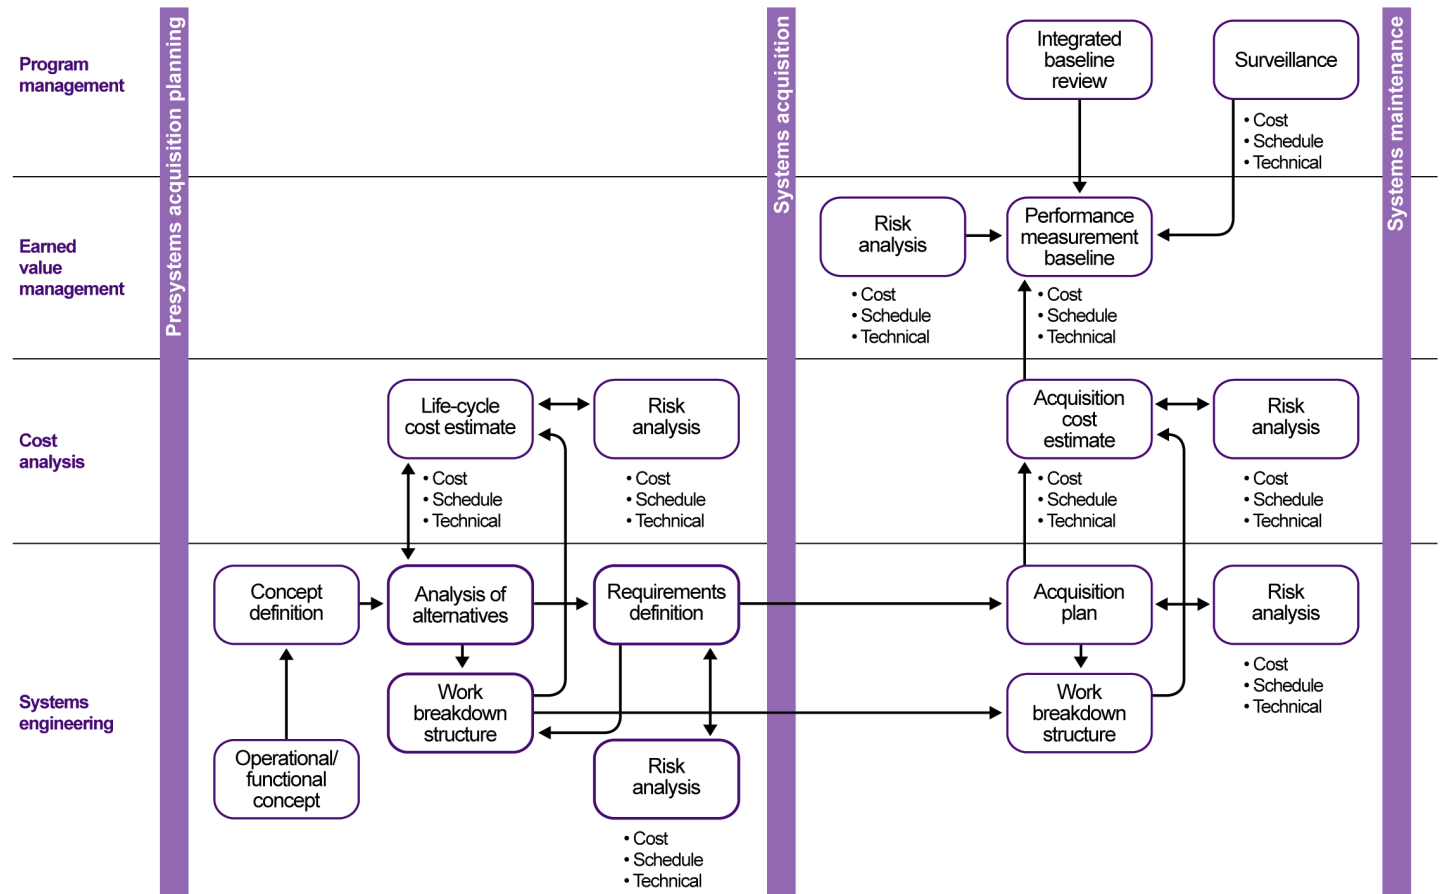 Presystems acquisition planning
Systems acquisition
Systems maintenance
Program
management
Integrated
baseline
review
Surveillance
• Cost
• Schedule
• Technical
Earned
value
management
Risk
analysis
• Cost
• Schedule
• Technical
Performance
measurement
baseline
• Cost
• Schedule
• Technical
Cost
analysis
Life-cycle
cost estimate
• Cost
• Schedule
• Technical
Risk
analysis
• Cost
• Schedule
• Technical
Acquisition
cost
estimate
• Cost
• Schedule
• Technical
Risk
analysis
• Cost
• Schedule
• Technical
Systems
engineering
Concept
definition
Analysis of
alternatives
Requirements
definition
Acquisition
plan
Risk
analysis
• Cost
• Schedule
• Technical
Operational/
functional
concept
Work
breakdown
structure
Risk
analysis
• Cost
• Schedule
• Technical
Work
breakdown
structure